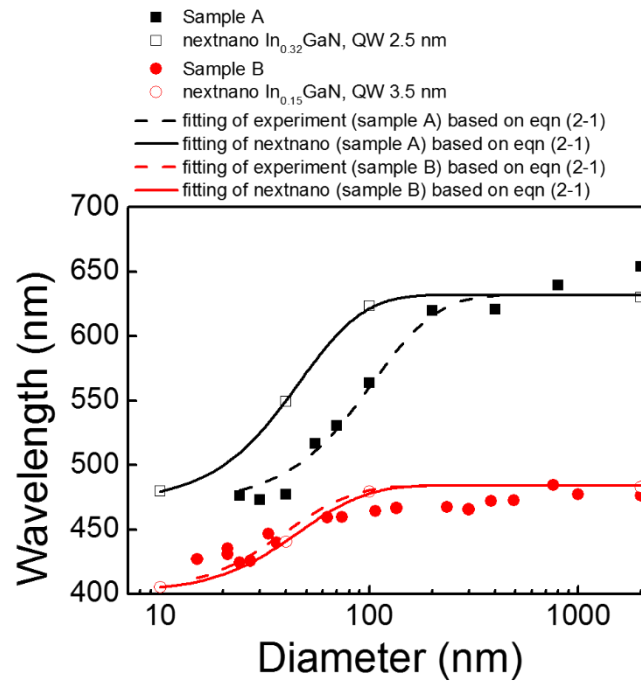 Sample A
nextnano In0.32GaN, QW 2.5 nm
Sample B
nextnano In0.15GaN, QW 3.5 nm
fitting of experiment (sample A) based on eqn (2-1)
fitting of nextnano (sample A) based on eqn (2-1)
fitting of experiment (sample B) based on eqn (2-1)
fitting of nextnano (sample B) based on eqn (2-1)
700
650
600
550
500
450
400
Wavelength (nm)
10 100 1000
Diameter (nm)